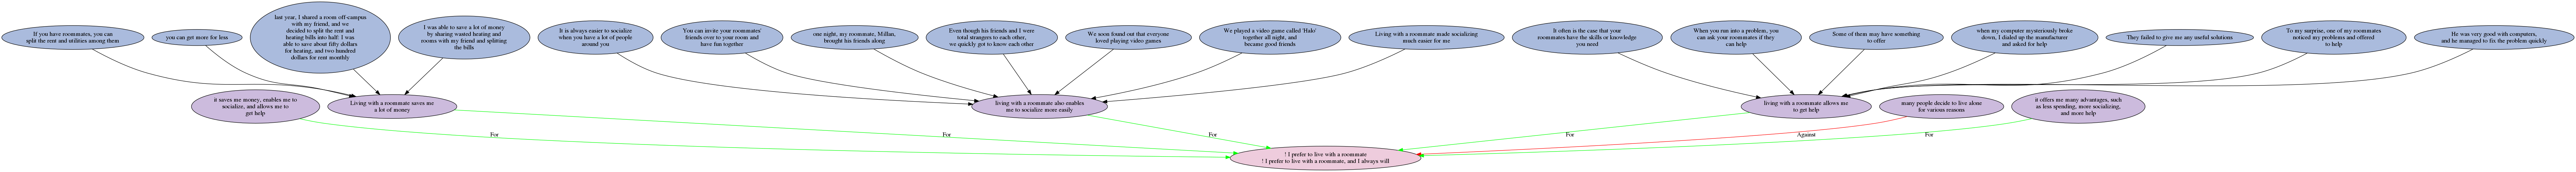 If you have roommates, you can
split the rent and utilities among them
you can get more for less
last year, I shared a room off-campus
with my friend, and we
decided to split the rent and
heating bills into half: I was
able to save about fifty dollars
for heating, and two hundred
dollars for rent monthly
I was able to save a lot of money
by sharing wasted heating and
rooms with my friend and splitting
the bills
It is always easier to socialize
when you have a lot of people
around you
You can invite your roommates'
friends over to your room and
have fun together
one night, my roommate, Millan,
brought his friends along
Even though his friends and I were
total strangers to each other,
we quickly got to know each other
We soon found out that everyone
loved playing video games
We played a video game called 'Halo'
together all night, and
became good friends
Living with a roommate made socializing
much easier for me
It often is the case that your
roommates have the skills or knowledge
you need
When you run into a problem, you
can ask your roommates if they
can help
Some of them may have something
to offer
when my computer mysteriously broke
down, I dialed up the manufacturer
and asked for help
They failed to give me any useful solutions
To my surprise, one of my roommates
noticed my problems and offered
to help
He was very good with computers,
and he managed to fix the problem quickly
it saves me money, enables me to
socialize, and allows me to
get help
Living with a roommate saves me
a lot of money
living with a roommate also enables
me to socialize more easily
living with a roommate allows me
to get help
many people decide to live alone
for various reasons
it offers me many advantages, such
as less spending, more socializing,
and more help
For
For
For
For
Against
For
! I prefer to live with a roommate
! I prefer to live with a roommate, and I always will